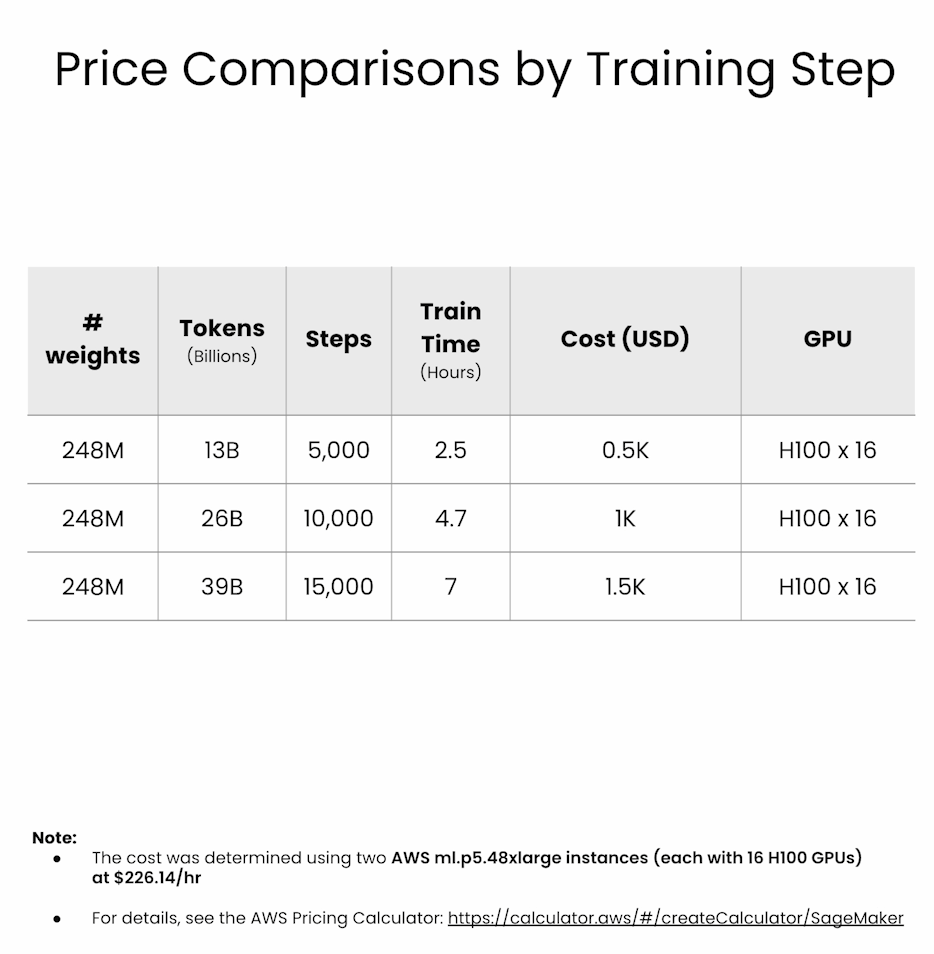 Price Comparisons by Training Step
# weights Tokens (Billions) Steps Train Time (Hours) Cost (USD) GPU
248M 13B 5,000 2.5 0.5K H100 x 16
248M 26B 10,000 4.7 1K H100 x 16
248M 39B 15,000 7 1.5K H100 x 16
Note:
● The cost was determined using two AWS ml.p5.48xlarge instances (each with 16 H100 GPUs)
at $226.14/hr
● For details, see the AWS Pricing Calculator: https://calculator.aws/#/createCalculator/SageMaker